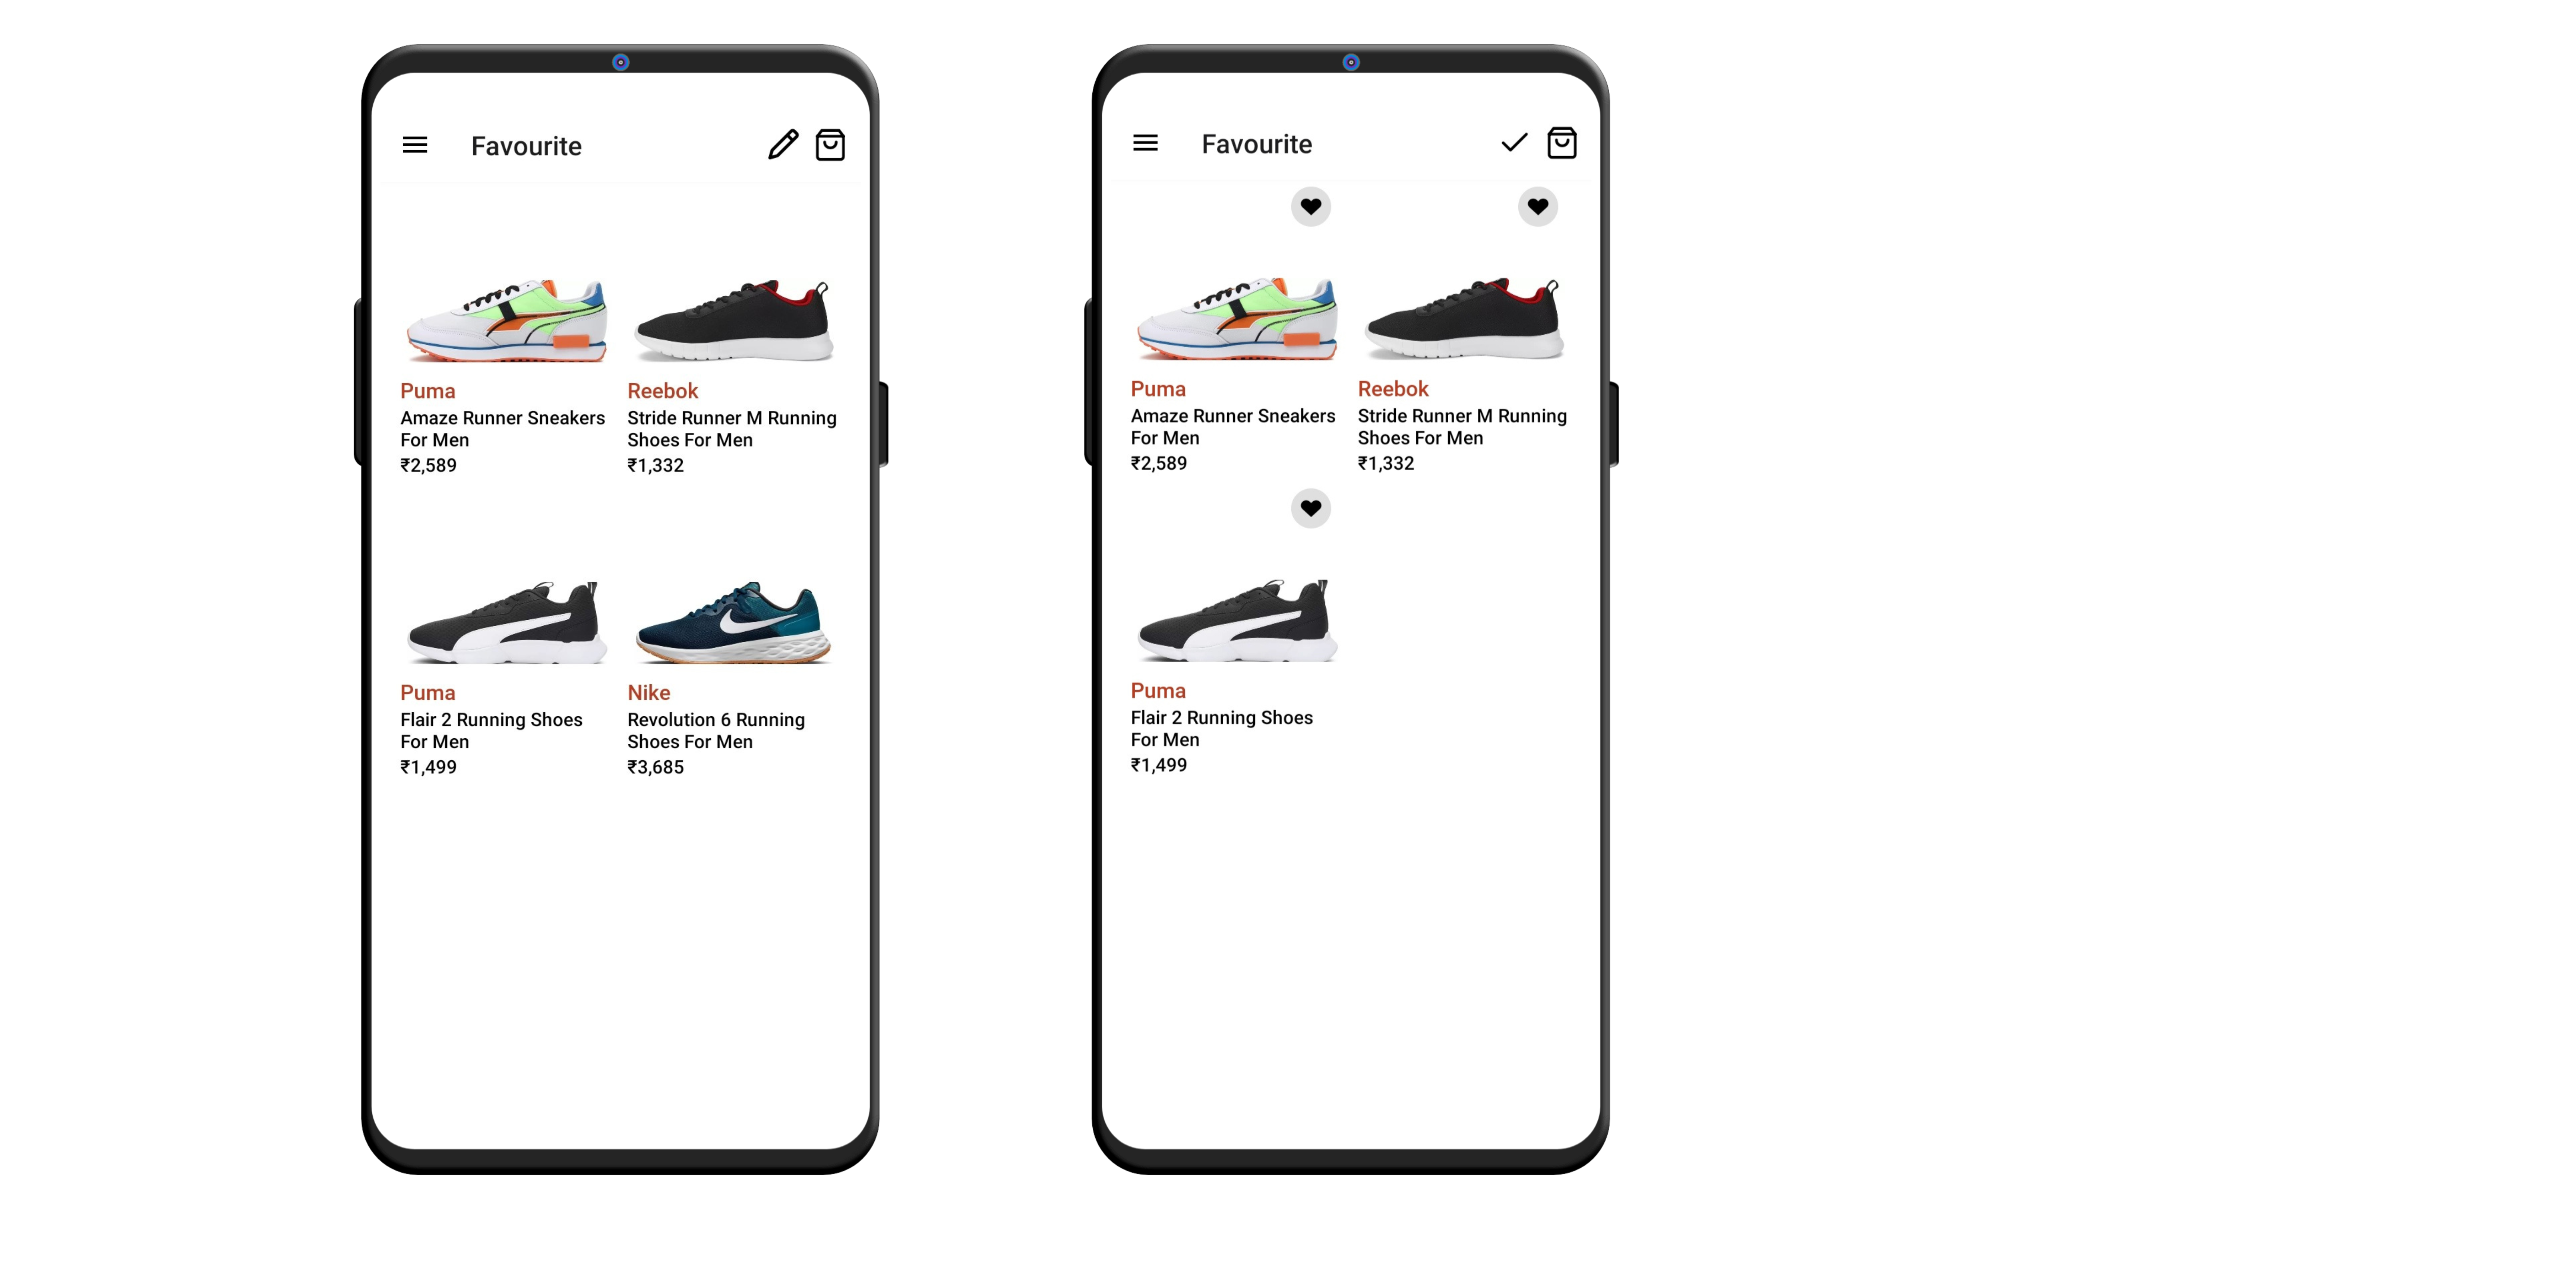 Favourite
Puma
Amaze Runner Sneakers
For Men
₹2,589
Reebok
Stride Runner M Running
Shoes For Men
₹1,332
Puma
Flair 2 Running Shoes
For Men
₹1,499
Nike
Revolution 6 Running
Shoes For Men
₹3,685
Favourite
Puma
Amaze Runner Sneakers
For Men
₹2,589
Reebok
Stride Runner M Running
Shoes For Men
₹1,332
Puma
Flair 2 Running Shoes
For Men
₹1,499